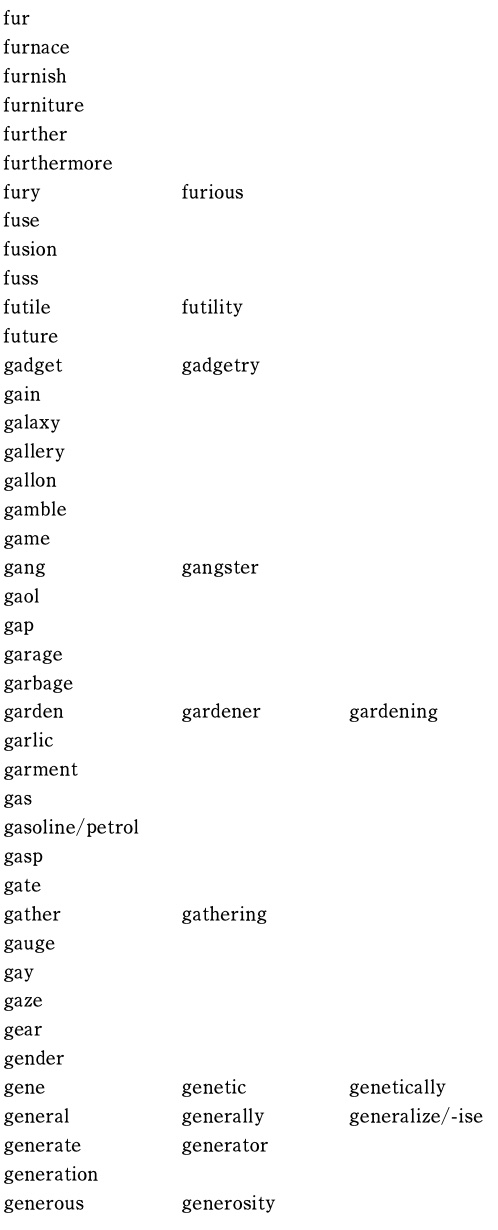 fur
furnace
furnish
furniture
further
furthermore
fury furious
fuse
fusion
fuss
futile futility
future
gadget gadgetry
gain
galaxy
gallery
gallon
gamble
game
gang gangster
gaol
gap
garage
garbage
garden gardener gardening
garlic
garment
gas
gasoline/petrol
gasp
gate
gather gathering
gauge
gay
gaze
gear
gender
gene genetic genetically
general generally generalize/-ise
generate generator
generation
generous generosity